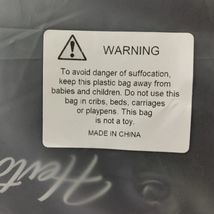 WARNING
To avoid danger of suffocation,
keep this plastic bag away from
babies and children. Do not use this
bag in cribs, beds, carriages
or playpens. This bag
is not a toy.
MADE IN CHINA